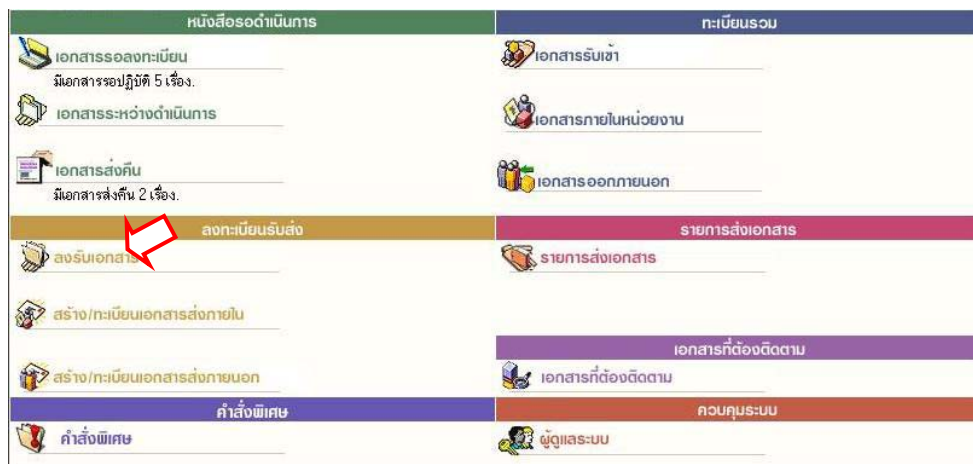 หนังสือรอดำเนินการ
เอกสารรอลงทะเบียน
มีเอกสารรอปฏิบัติ 5 เรื่อง.
เอกสารระหว่างดำเนินการ
เอกสารส่งคืน
มีเอกสารส่งคืน 2 เรื่อง.
ทะเบียนรวม
เอกสารรับเข้า
เอกสารภายในหน่วยงาน
เอกสารออกภายนอก
ลงทะเบียนรับส่ง
ลงรับเอกสาร
สร้าง/ทะเบียนเอกสารส่งภายใน
สร้าง/ทะเบียนเอกสารส่งภายนอก
รายการส่งเอกสาร
รายการส่งเอกสาร
เอกสารที่ต้องติดตาม
เอกสารที่ต้องติดตาม
คำสั่งพิเศษ
คำสั่งพิเศษ
ควบคุมระบบ
ผู้ดูแลระบบ